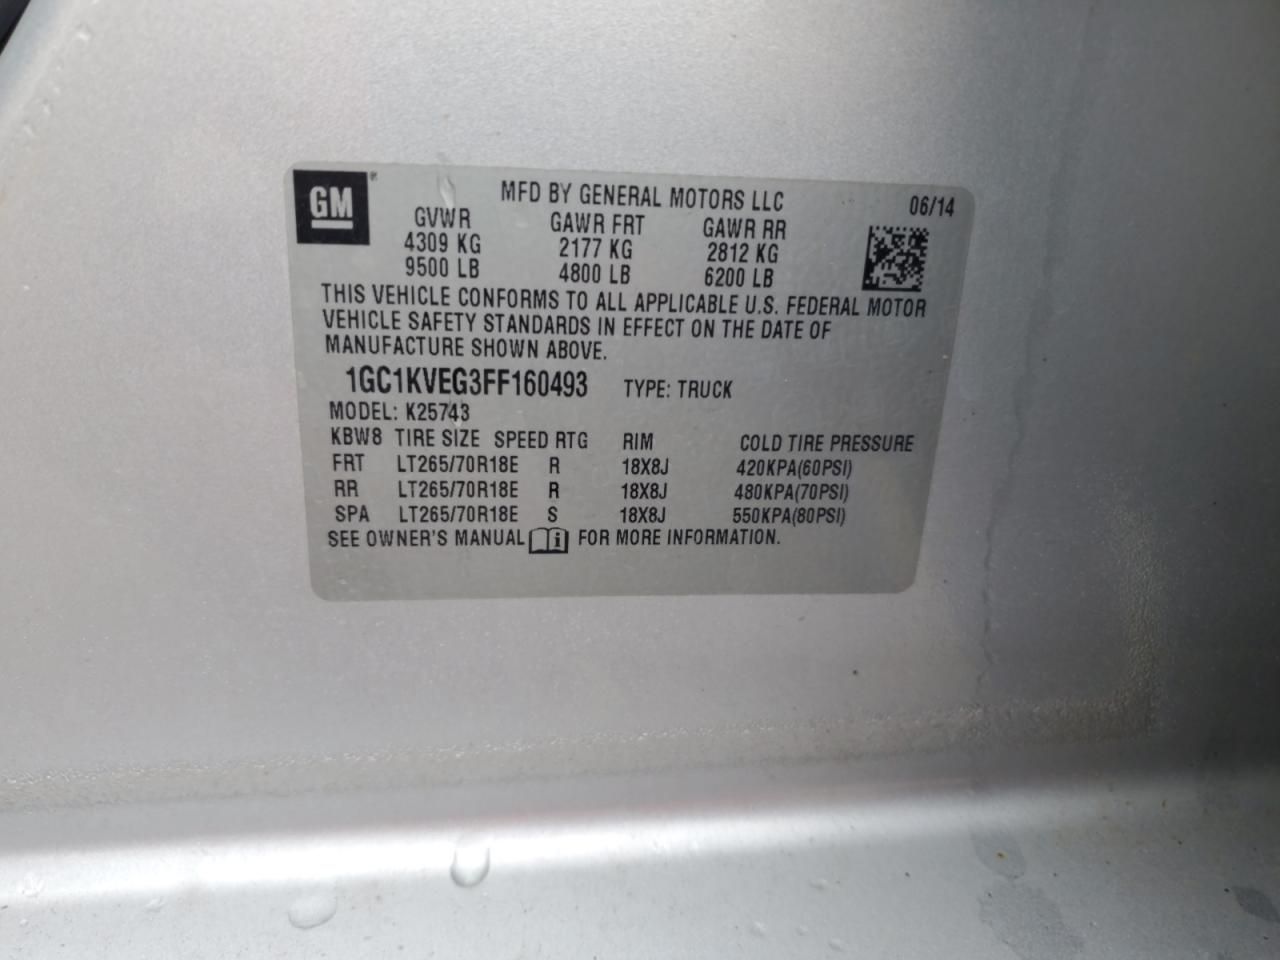 GM
MFD BY GENERAL MOTORS LLC 06/14
GVWR GAWR FRT GAWR RR
4309 KG 2177 KG 2812 KG
9500 LB 4800 LB 6200 LB
THIS VEHICLE CONFORMS TO ALL APPLICABLE U.S. FEDERAL MOTOR
VEHICLE SAFETY STANDARDS IN EFFECT ON THE DATE OF
MANUFACTURE SHOWN ABOVE.
1GC1KVEG3FF160493 TYPE: TRUCK
MODEL: K25743
KBW8 TIRE SIZE SPEED RTG RIM COLD TIRE PRESSURE
FRT LT265/70R18E R 18X8J 420KPA(60PSI)
RR LT265/70R18E R 18X8J 480KPA(70PSI)
SPA LT265/70R18E S 18X8J 550KPA(80PSI)
SEE OWNER'S MANUAL i FOR MORE INFORMATION.